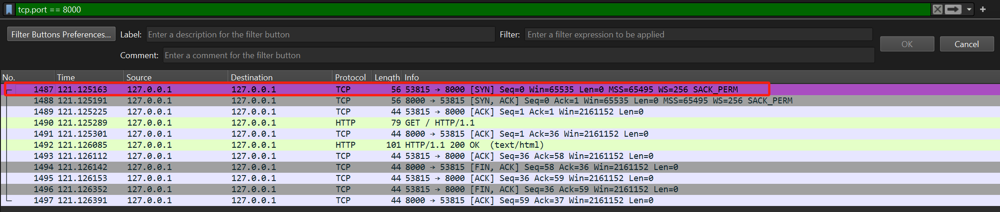 tcp.port == 8000
Filter Buttons Preferences... Label: Enter a description for the filter button Filter: Enter a filter expression to be applied OK Cancel
Comment: Enter a comment for the filter button
No. Time Source Destination Protocol Length Info
1487 121.125163 127.0.0.1 127.0.0.1 TCP 56 53815 → 8000 [SYN] Seq=0 Win=65535 Len=0 MSS=65495 WS=256 SACK_PERM
1488 121.125191 127.0.0.1 127.0.0.1 TCP 56 8000 → 53815 [SYN, ACK] Seq=0 Ack=1 Win=65535 Len=0 MSS=65495 WS=256 SACK_PERM
1489 121.125225 127.0.0.1 127.0.0.1 TCP 44 53815 → 8000 [ACK] Seq=1 Ack=1 Win=2161152 Len=0
1490 121.125289 127.0.0.1 127.0.0.1 HTTP 79 GET / HTTP/1.1
1491 121.125301 127.0.0.1 127.0.0.1 TCP 44 8000 → 53815 [ACK] Seq=1 Ack=36 Win=2161152 Len=0
1492 121.126085 127.0.0.1 127.0.0.1 HTTP 101 HTTP/1.1 200 OK (text/html)
1493 121.126112 127.0.0.1 127.0.0.1 TCP 44 53815 → 8000 [ACK] Seq=36 Ack=58 Win=2161152 Len=0
1494 121.126142 127.0.0.1 127.0.0.1 TCP 44 8000 → 53815 [FIN, ACK] Seq=58 Ack=36 Win=2161152 Len=0
1495 121.126153 127.0.0.1 127.0.0.1 TCP 44 53815 → 8000 [ACK] Seq=36 Ack=59 Win=2161152 Len=0
1496 121.126352 127.0.0.1 127.0.0.1 TCP 44 53815 → 8000 [FIN, ACK] Seq=36 Ack=59 Win=2161152 Len=0
1497 121.126391 127.0.0.1 127.0.0.1 TCP 44 8000 → 53815 [ACK] Seq=59 Ack=37 Win=2161152 Len=0